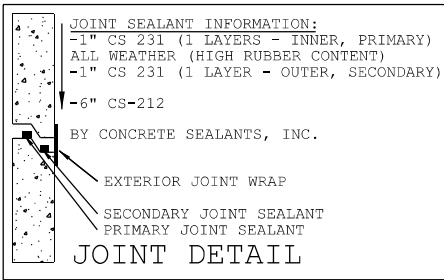 JOINT SEALANT INFORMATION:
-1" CS 231 (1 LAYERS - INNER, PRIMARY)
ALL WEATHER (HIGH RUBBER CONTENT)
-1" CS 231 (1 LAYER - OUTER, SECONDARY)
-6" CS-212
BY CONCRETE SEALANTS, INC.
EXTERIOR JOINT WRAP
SECONDARY JOINT SEALANT
PRIMARY JOINT SEALANT
JOINT DETAIL